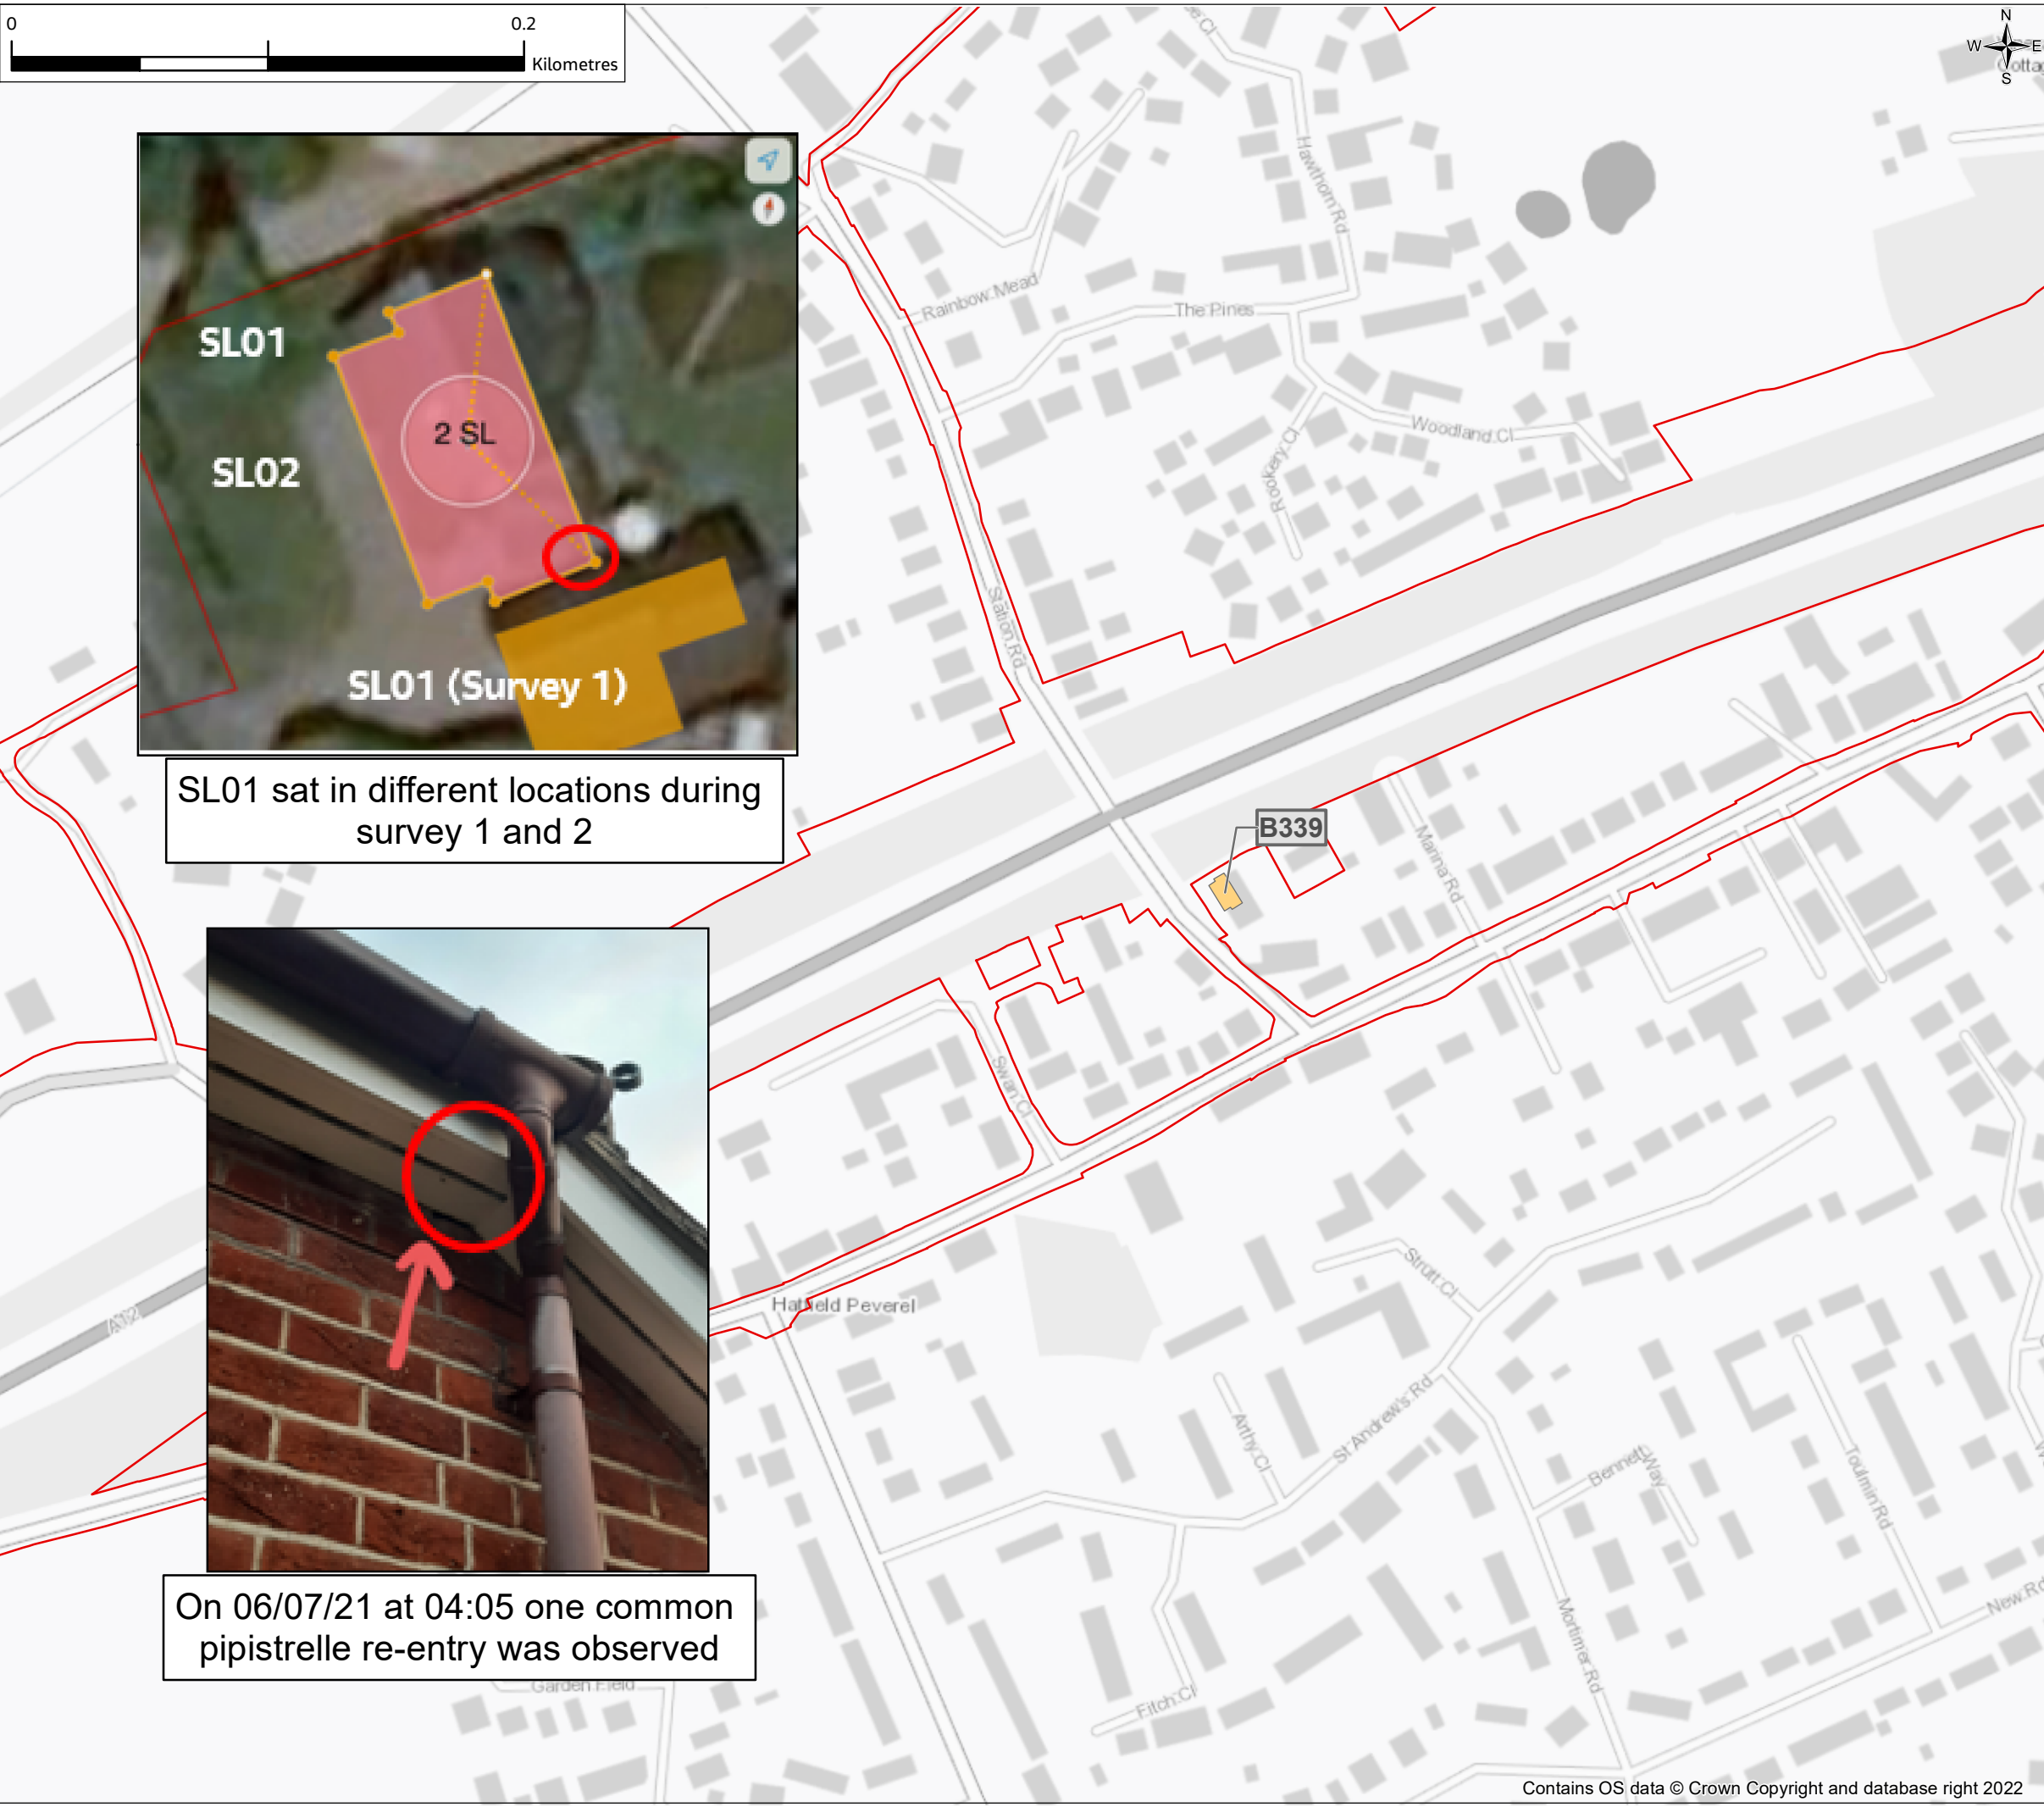 0 0.2
Kilometres
N
W E
S
SL01
2 SL
SL02
SL01 (Survey 1)
SL01 sat in different locations during
survey 1 and 2
On 06/07/21 at 04:05 one common
pipistrelle re-entry was observed
Hawthorn Rd
Rainbow Mead
The Pines
Woodland Cl
Rookery Cl
Station Rd
B339
Marina Rd
Swan Cl
A12
Hatfield Peverel
Strutt Cl
St Andrew's Rd
Arthy Cl
Bennett Way
Toulmin Rd
New Rd
Mortimer Rd
Fitch Cl
Garden Field
Contains OS data © Crown Copyright and database right 2022